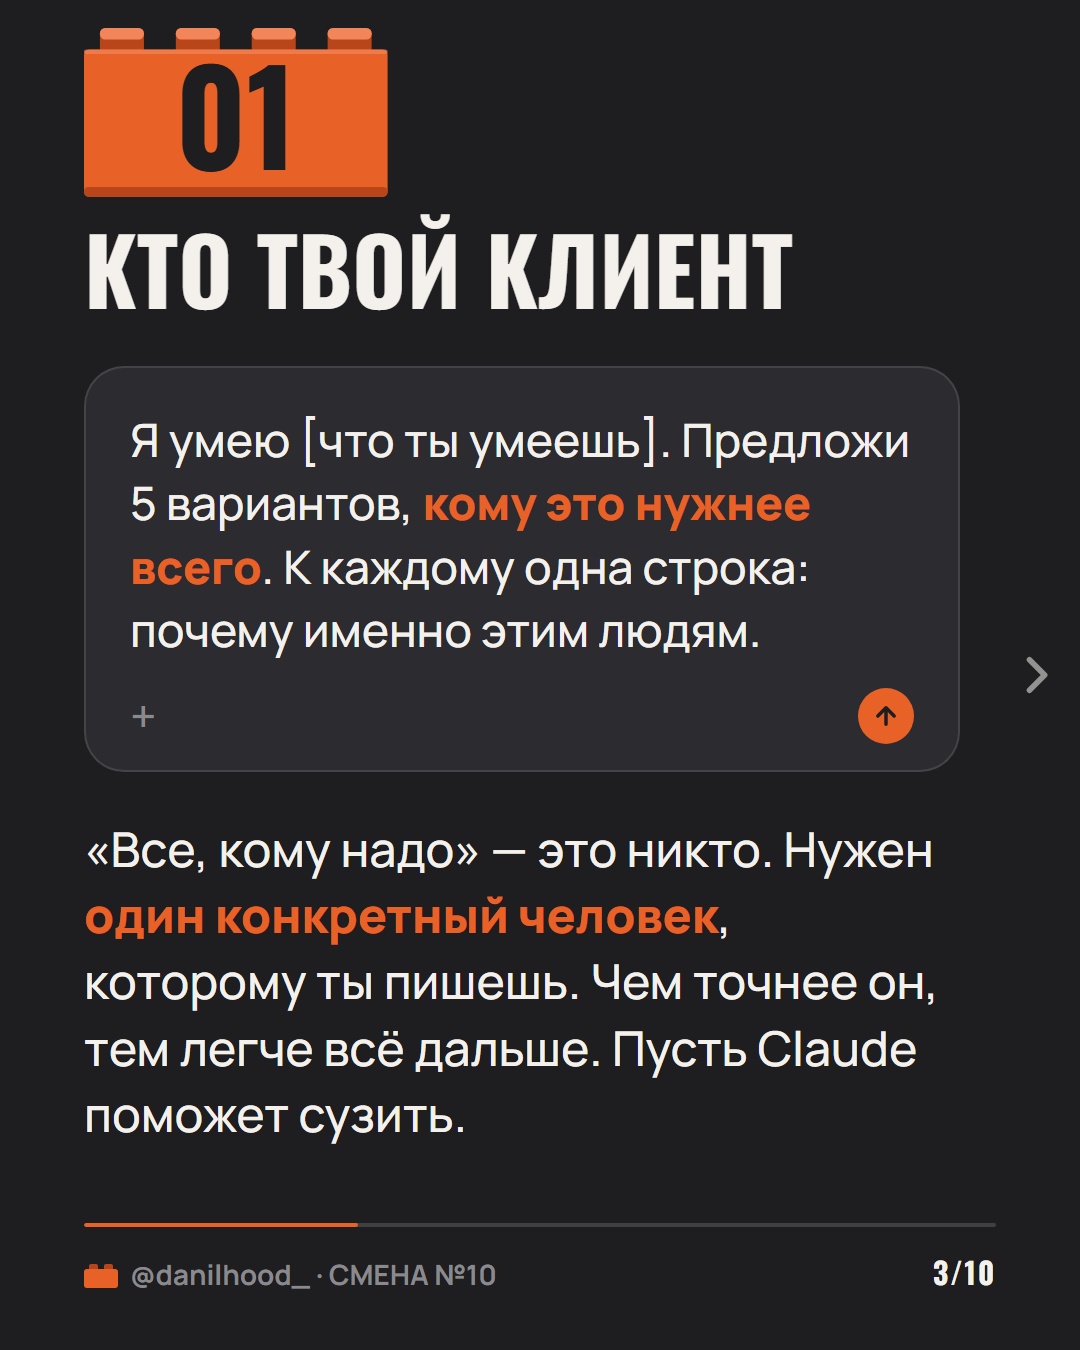 01
КТО ТВОЙ КЛИЕНТ
Я умею [что ты умеешь]. Предложи
5 вариантов, кому это нужнее
всего. К каждому одна строка:
почему именно этим людям.
+
«Все, кому надо» — это никто. Нужен
один конкретный человек,
которому ты пишешь. Чем точнее он,
тем легче всё дальше. Пусть Claude
поможет сузить.
@danilhood_ · СМЕНА №10
3/10